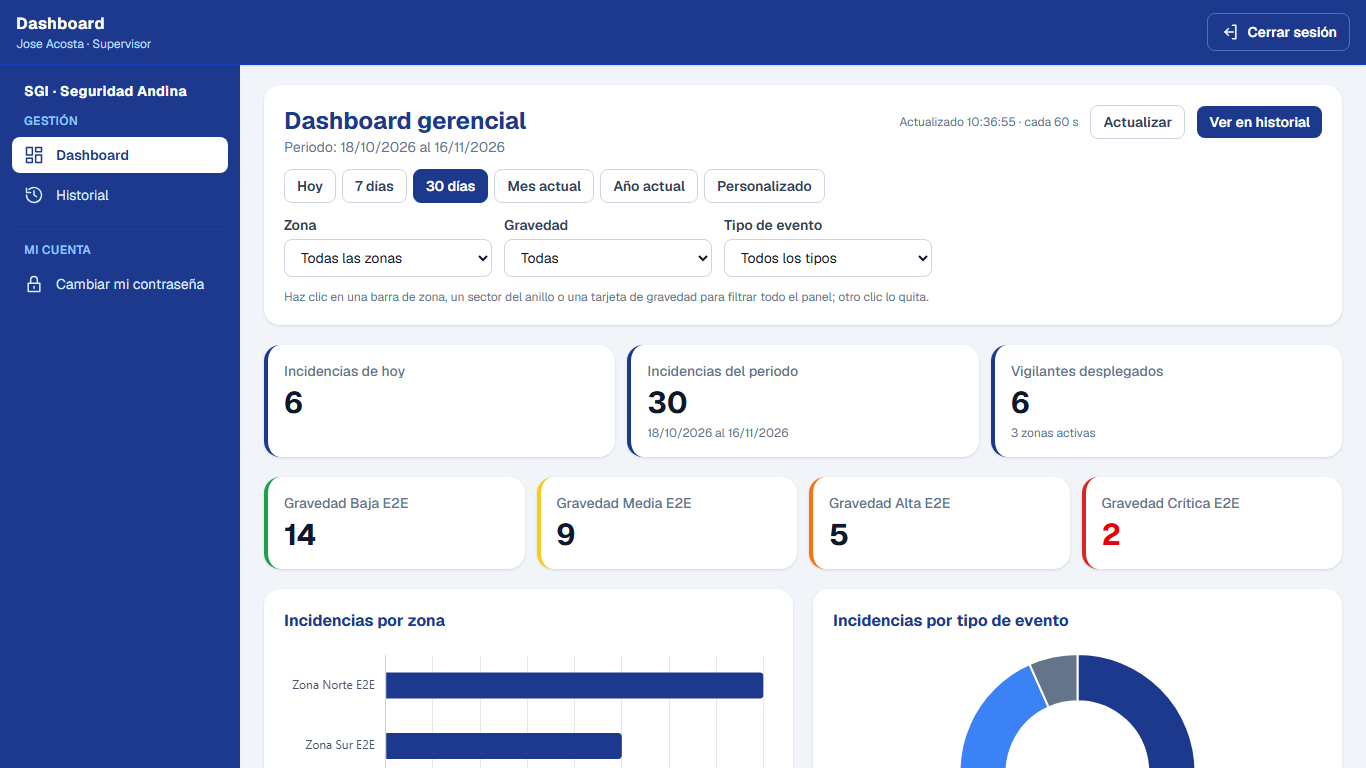 Dashboard
Jose Acosta · Supervisor
Cerrar sesión
SGI · Seguridad Andina
GESTIÓN
Dashboard
Historial
MI CUENTA
Cambiar mi contraseña
Dashboard gerencial
Periodo: 18/10/2026 al 16/11/2026
Actualizado 10:36:55 · cada 60 s
Actualizar
Ver en historial
Hoy
7 días
30 días
Mes actual
Año actual
Personalizado
Zona
Gravedad
Tipo de evento
Todas las zonas
Todas
Todos los tipos
Haz clic en una barra de zona, un sector del anillo o una tarjeta de gravedad para filtrar todo el panel; otro clic lo quita.
Incidencias de hoy
6
Incidencias del periodo
30
18/10/2026 al 16/11/2026
Vigilantes desplegados
6
3 zonas activas
Gravedad Baja E2E
14
Gravedad Media E2E
9
Gravedad Alta E2E
5
Gravedad Crítica E2E
2
Incidencias por zona
Zona Norte E2E
Zona Sur E2E
Incidencias por tipo de evento